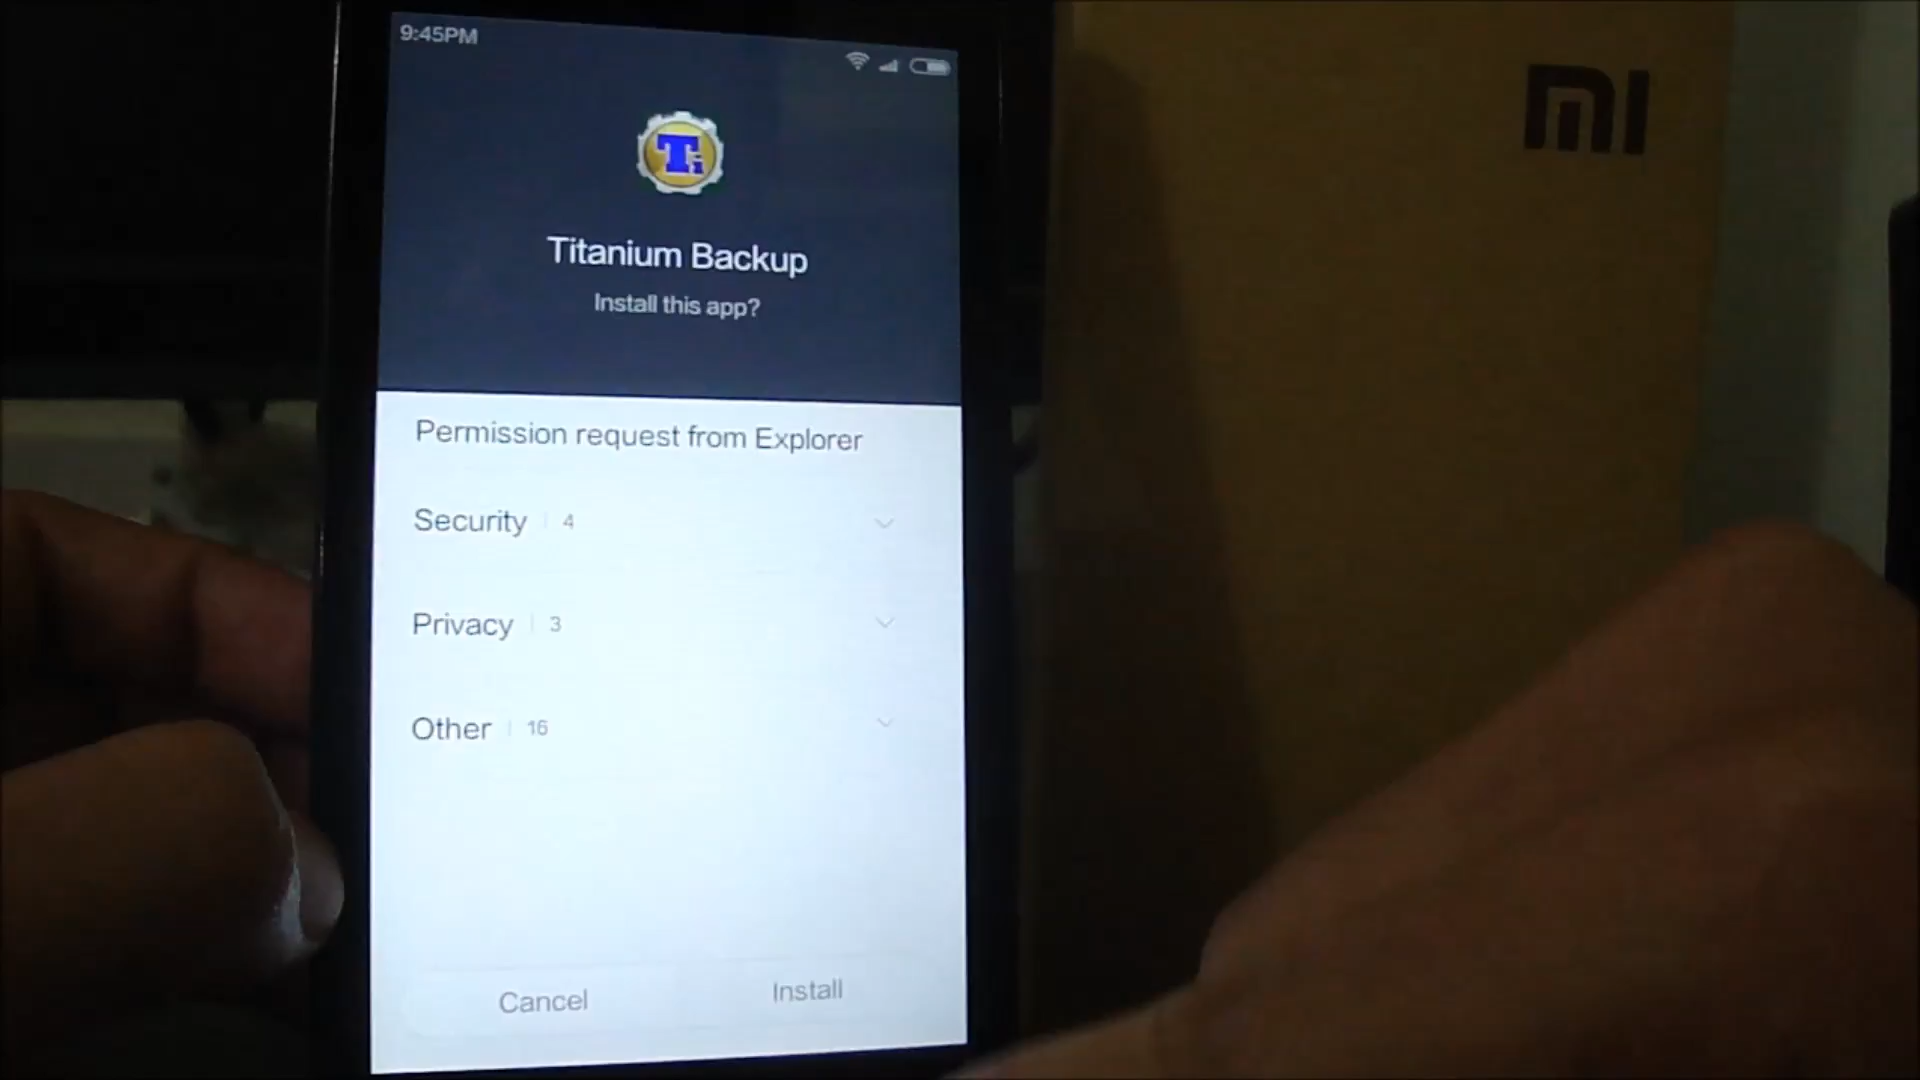 9:45PM
Ti
Titanium Backup
Install this app?
Permission request from Explorer
Security 4
Privacy 3
Other 16
Cancel Install
MI